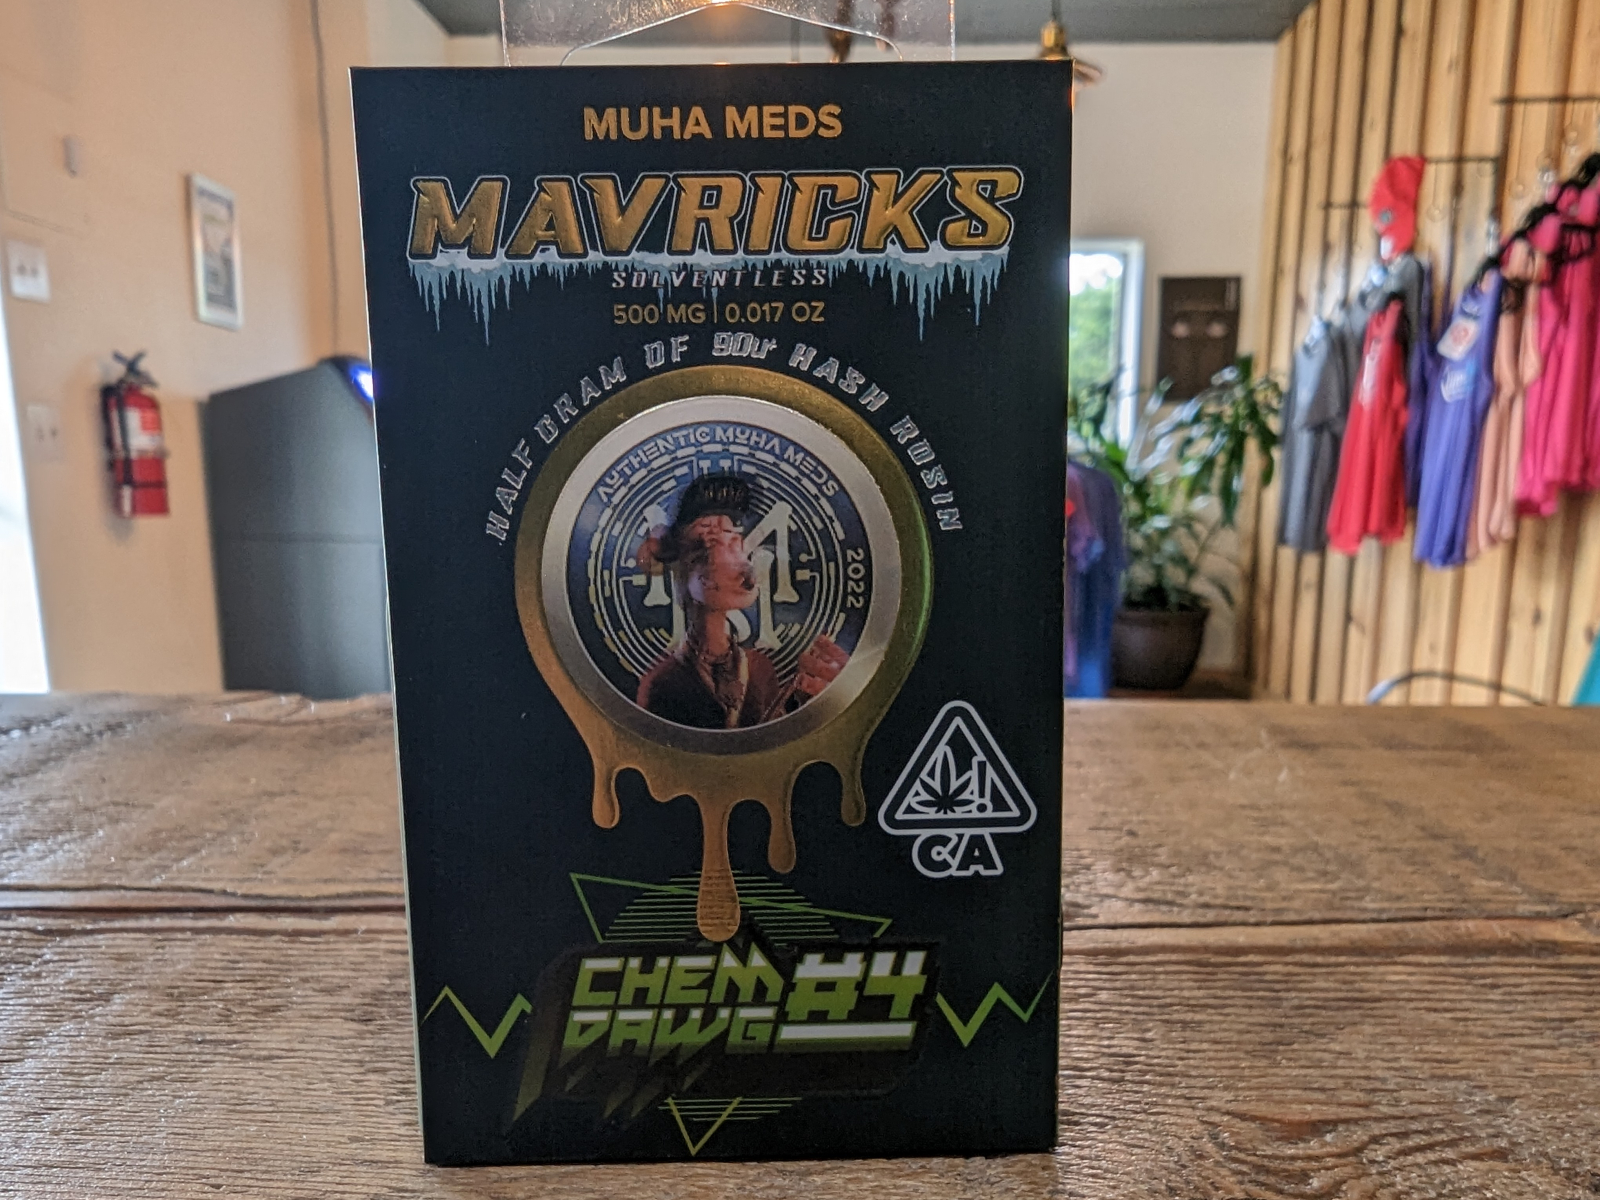 MUHA MEDS
MAVRICKS
SOLVENTLESS
500 MG | 0.017 OZ
HALF GRAM OF 90u HASH ROSIN
AUTHENTIC MUHA MEDS
2022
CA
CHEM
DAWG #4